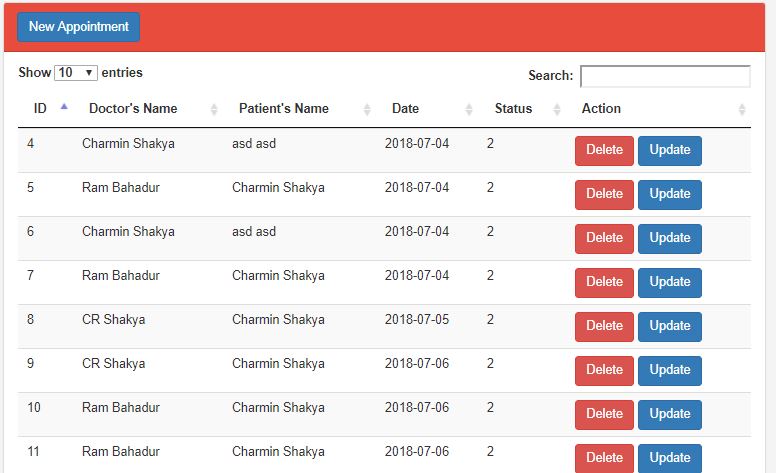 New Appointment
Show 10 entries
Search:
ID Doctor's Name Patient's Name Date Status Action
4 Charmin Shakya asd asd 2018-07-04 2 Delete Update
5 Ram Bahadur Charmin Shakya 2018-07-04 2 Delete Update
6 Charmin Shakya asd asd 2018-07-04 2 Delete Update
7 Ram Bahadur Charmin Shakya 2018-07-04 2 Delete Update
8 CR Shakya Charmin Shakya 2018-07-05 2 Delete Update
9 CR Shakya Charmin Shakya 2018-07-06 2 Delete Update
10 Ram Bahadur Charmin Shakya 2018-07-06 2 Delete Update
11 Ram Bahadur Charmin Shakya 2018-07-06 2 Delete Update